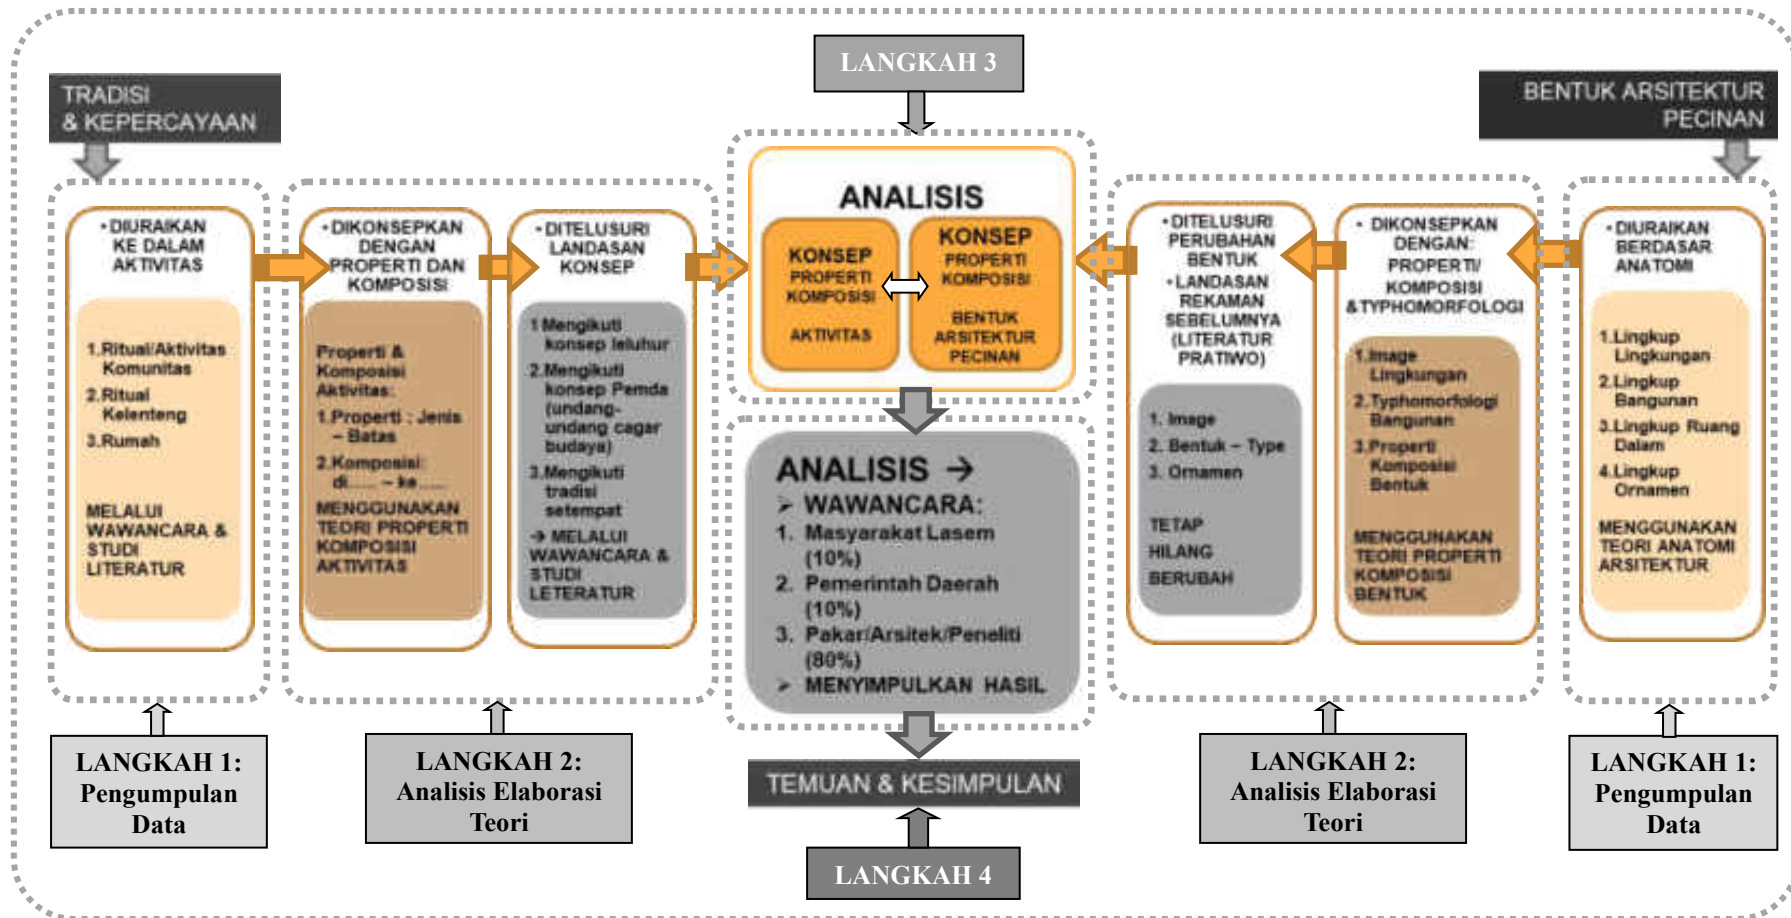 LANGKAH 3
TRADISI
& KEPERCAYAAN
BENTUK ARSITEKTUR
PECINAN
• DIURAIKAN
KE DALAM
AKTIVITAS
1.Ritual/Aktivitas
Komunitas
2.Ritual
Kelenteng
3.Rumah
MELALUI
WAWANCARA &
STUDI
LITERATUR
• DIKONSEPKAN
DENGAN
PROPERTI DAN
KOMPOSISI
Properti &
Komposisi
Aktivitas:
1.Properti : Jenis
– Batas
2.Komposisi:
di...... – ke......
MENGGUNAKAN
TEORI PROPERTI
KOMPOSISI
AKTIVITAS
• DITELUSURI
LANDASAN
KONSEP
1 Mengikuti
konsep leluhur
2.Mengikuti
konsep Pemda
(undang-
undang cagar
budaya)
3.Mengikuti
tradisi
setempat
→ MELALUI
WAWANCARA &
STUDI
LETERATUR
ANALISIS
KONSEP
PROPERTI
KOMPOSISI
AKTIVITAS
KONSEP
PROPERTI
KOMPOSISI
BENTUK
ARSITEKTUR
PECINAN
ANALISIS →
➢ WAWANCARA:
1. Masyarakat Lasem
(10%)
2. Pemerintah Daerah
(10%)
3. Pakar/Arsitek/Peneliti
(80%)
➢ MENYIMPULKAN HASIL
• DITELUSURI
PERUBAHAN
BENTUK
• LANDASAN
REKAMAN
SEBELUMNYA
(LITERATUR
PRATIWO)
1. Image
2. Bentuk – Type
3. Ornamen
TETAP
HILANG
BERUBAH
• DIKONSEPKAN
DENGAN:
PROPERTI/
KOMPOSISI
&TYPHOMORFOLOGI
1.Image
Lingkungan
2.Typhomorfologi
Bangunan
3.Properti
Komposisi
Bentuk
MENGGUNAKAN
TEORI PROPERTI
KOMPOSISI
BENTUK
• DIURAIKAN
BERDASAR
ANATOMI
1.Lingkup
Lingkungan
2.Lingkup
Bangunan
3.Lingkup Ruang
Dalam
4.Lingkup
Ornamen
MENGGUNAKAN
TEORI ANATOMI
ARSITEKTUR
LANGKAH 1:
Pengumpulan
Data
LANGKAH 2:
Analisis Elaborasi
Teori
TEMUAN & KESIMPULAN
LANGKAH 4
LANGKAH 2:
Analisis Elaborasi
Teori
LANGKAH 1:
Pengumpulan
Data